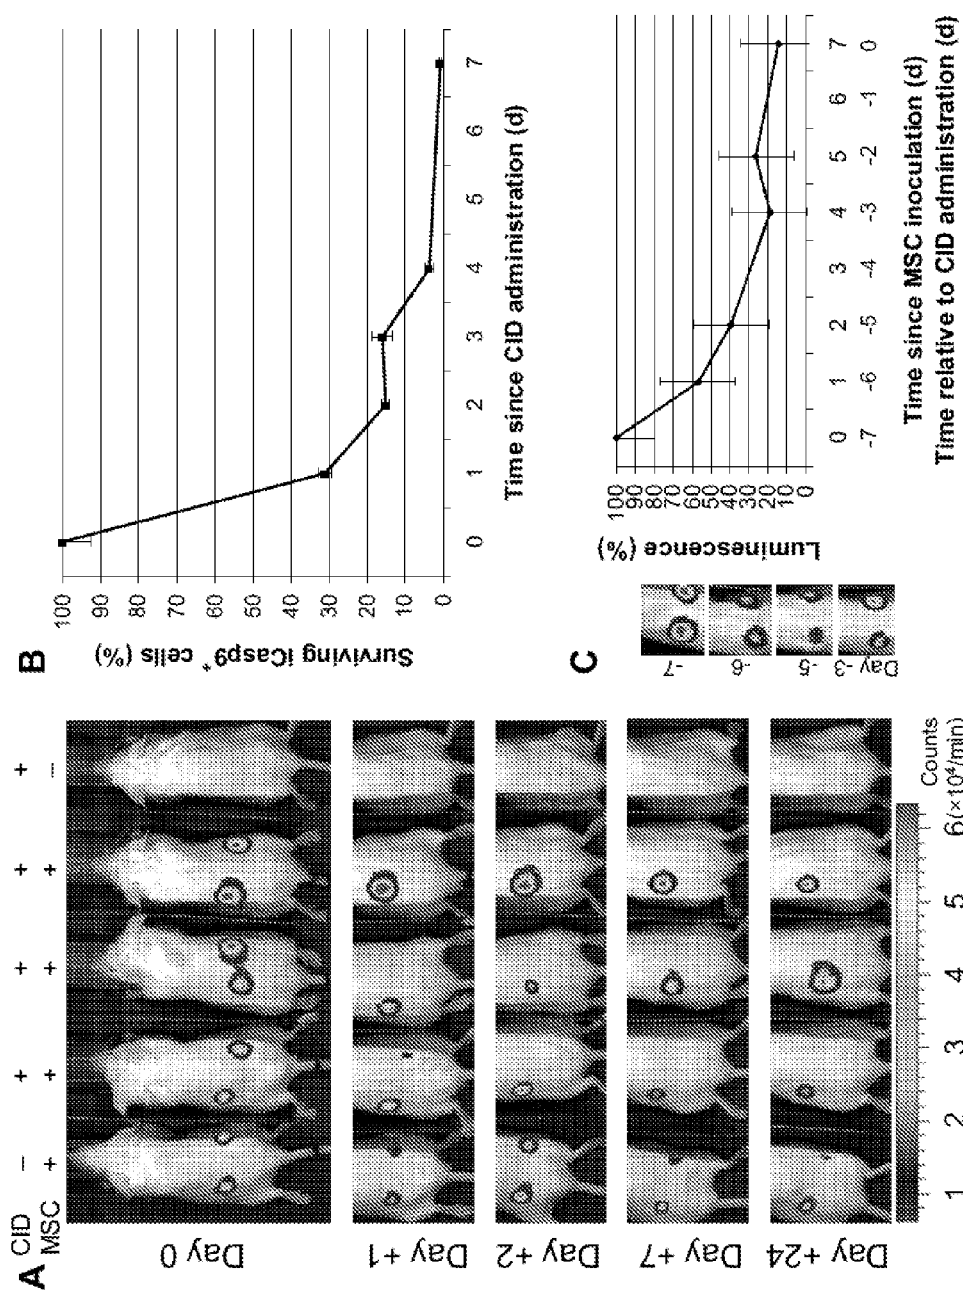 A
CID − + + + +
MSC + + + + −
Day 0
Day +1
Day +2
Day +7
Day +24
1 2 3 4 5 6(×10⁴/min)
Counts
B
Surviving iCasp9⁺ cells (%)
100
90
80
70
60
50
40
30
20
10
0
0 1 2 3 4 5 6 7
Time since CID administration (d)
C
-7
-6
-5
Day -3
Luminescence (%)
100
90
80
70
60
50
40
30
20
10
0
0 1 2 3 4 5 6 7
-7 -6 -5 -4 -3 -2 -1 0
Time since MSC inoculation (d)
Time relative to CID administration (d)